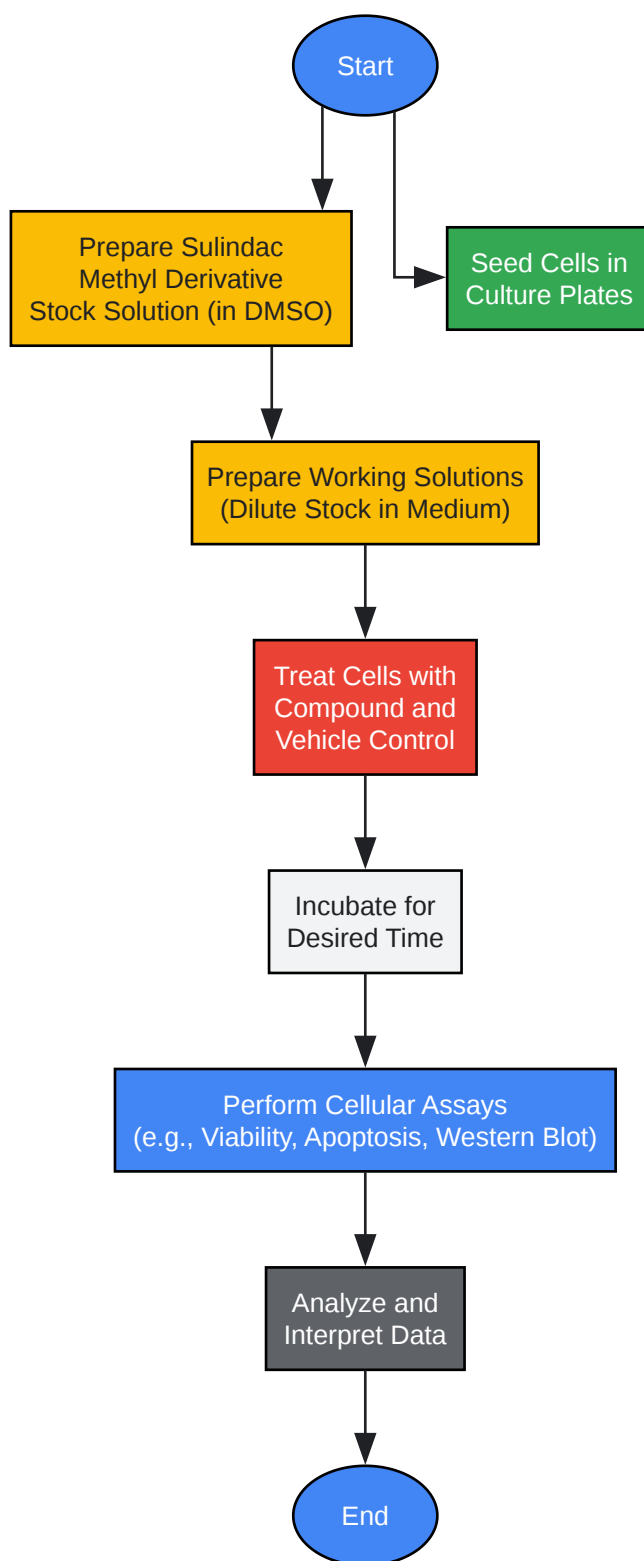 Start
Prepare Sulindac
Methyl Derivative
Stock Solution (in DMSO)
Seed Cells in
Culture Plates
Prepare Working Solutions
(Dilute Stock in Medium)
Treat Cells with
Compound and
Vehicle Control
Incubate for
Desired Time
Perform Cellular Assays
(e.g., Viability, Apoptosis, Western Blot)
Analyze and
Interpret Data
End